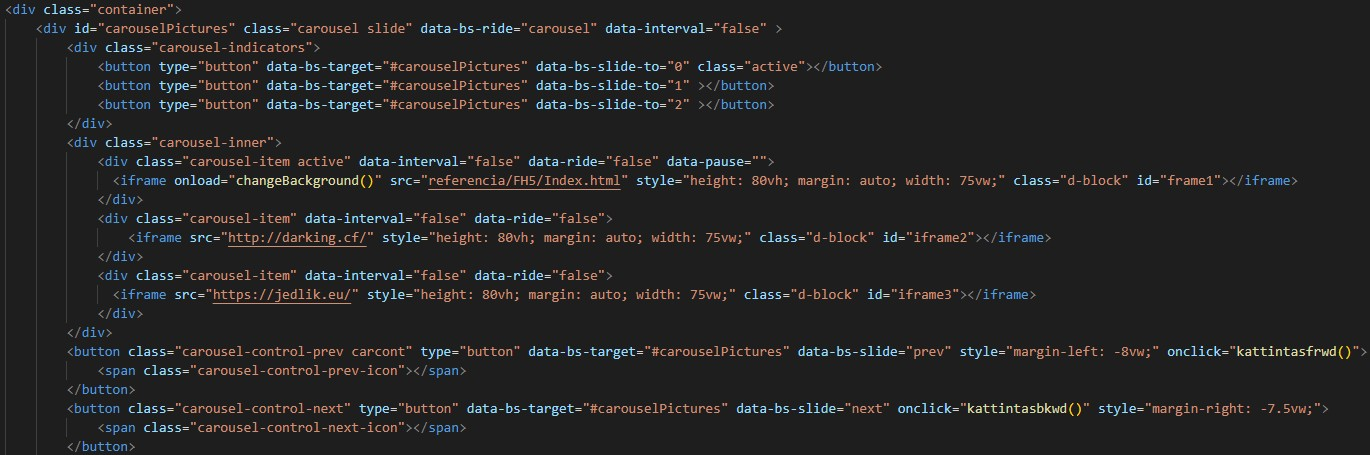 <div class="container">
<div id="carouselPictures" class="carousel slide" data-bs-ride="carousel" data-interval="false" >
<div class="carousel-indicators">
<button type="button" data-bs-target="#carouselPictures" data-bs-slide-to="0" class="active"></button>
<button type="button" data-bs-target="#carouselPictures" data-bs-slide-to="1" ></button>
<button type="button" data-bs-target="#carouselPictures" data-bs-slide-to="2" ></button>
</div>
<div class="carousel-inner">
<div class="carousel-item active" data-interval="false" data-ride="false" data-pause="">
<iframe onload="changeBackground()" src="referencia/FH5/Index.html" style="height: 80vh; margin: auto; width: 75vw;" class="d-block" id="frame1"></iframe>
</div>
<div class="carousel-item" data-interval="false" data-ride="false">
<iframe src="http://darking.cf/" style="height: 80vh; margin: auto; width: 75vw;" class="d-block" id="iframe2"></iframe>
</div>
<div class="carousel-item" data-interval="false" data-ride="false">
<iframe src="https://jedlik.eu/" style="height: 80vh; margin: auto; width: 75vw;" class="d-block" id="iframe3"></iframe>
</div>
</div>
<button class="carousel-control-prev carcont" type="button" data-bs-target="#carouselPictures" data-bs-slide="prev" style="margin-left: -8vw;" onclick="kattintasfrwd()">
<span class="carousel-control-prev-icon"></span>
</button>
<button class="carousel-control-next" type="button" data-bs-target="#carouselPictures" data-bs-slide="next" onclick="kattintasbkwd()" style="margin-right: -7.5vw;">
<span class="carousel-control-next-icon"></span>
</button>